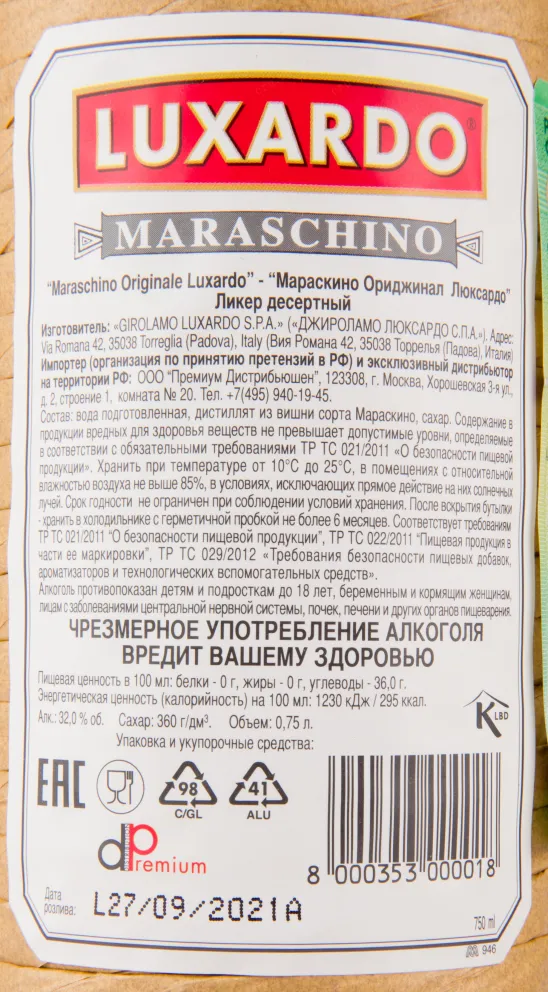 LUXARDO®
MARASCHINO
“Maraschino Originale Luxardo” - “Мараскино Ориджинал Люксардо”
Ликер десертный
Изготовитель: «GIROLAMO LUXARDO S.P.A.» («ДЖИРОЛАМО ЛЮКСАРДО С.П.А.»). Адрес:
Via Romana 42, 35038 Torreglia (Padova), Italy (Вия Романа 42, 35038 Торрелья (Падова), Италия)
Импортер (организация по принятию претензий в РФ) и эксклюзивный дистрибьютор
на территории РФ: ООО “Премиум Дистрибьюшен”, 123308, г. Москва, Хорошевская 3-я ул.,
д. 2, строение 1, комната № 20. Тел. +7(495) 940-19-45.
Состав: вода подготовленная, дистиллят из вишни сорта Мараскино, сахар. Содержание в
продукции вредных для здоровья веществ не превышает допустимые уровни, определяемые
в соответствии с обязательными требованиями ТР ТС 021/2011 «О безопасности пищевой
продукции». Хранить при температуре от 10°С до 25°С, в помещениях с относительной
влажностью воздуха не выше 85%, в условиях, исключающих прямое действие на них солнечных
лучей. Срок годности не ограничен при соблюдении условий хранения. После вскрытия бутылки
- хранить в холодильнике с герметичной пробкой не более 6 месяцев. Соответствует требованиям
ТР ТС 021/2011 “О безопасности пищевой продукции”, ТР ТС 022/2011 “Пищевая продукция в
части ее маркировки”, ТР ТС 029/2012 «Требования безопасности пищевых добавок,
ароматизаторов и технологических вспомогательных средств».
Алкоголь противопоказан детям и подросткам до 18 лет, беременным и кормящим женщинам,
лицам с заболеваниями центральной нервной системы, почек, печени и других органов пищеварения.
ЧРЕЗМЕРНОЕ УПОТРЕБЛЕНИЕ АЛКОГОЛЯ
ВРЕДИТ ВАШЕМУ ЗДОРОВЬЮ
Пищевая ценность в 100 мл: белки - 0 г, жиры - 0 г, углеводы - 36,0 г.
Энергетическая ценность (калорийность) на 100 мл: 1230 кДж / 295 ккал.
Алк.: 32,0 % об. Сахар: 360 г/дм³. Объем: 0,75 л.
K LBD
Упаковка и укупорочные средства:
EAC
98
C/GL
41
ALU
dp Premium
8 000353 000018
Дата
розлива:
L27/09/2021A
750 ml
946